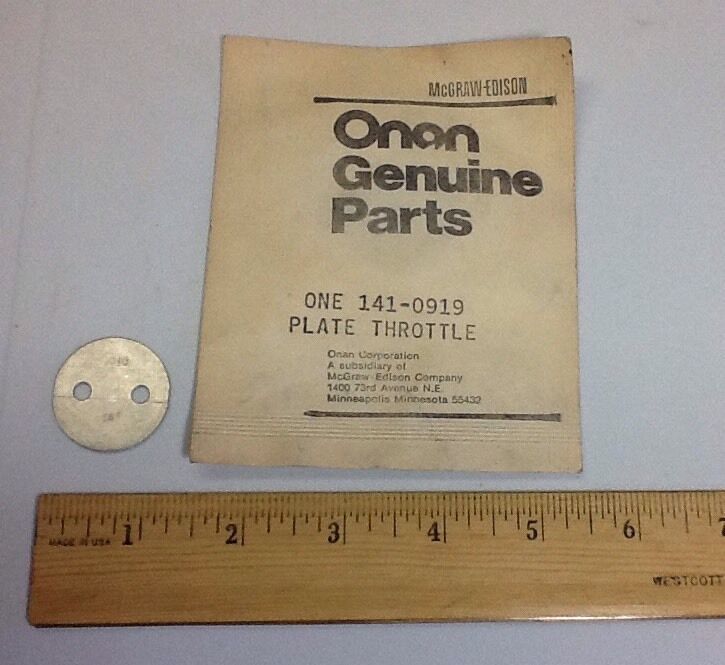 McGRAW-EDISON
Onan
Genuine
Parts
ONE 141-0919
PLATE THROTTLE
Onan Corporation
A subsidiary of
McGraw-Edison Company
1400 73rd Avenue N.E.
Minneapolis Minnesota 55432
1 2 3 4 5 6 7
MADE IN USA
WESTCOTT